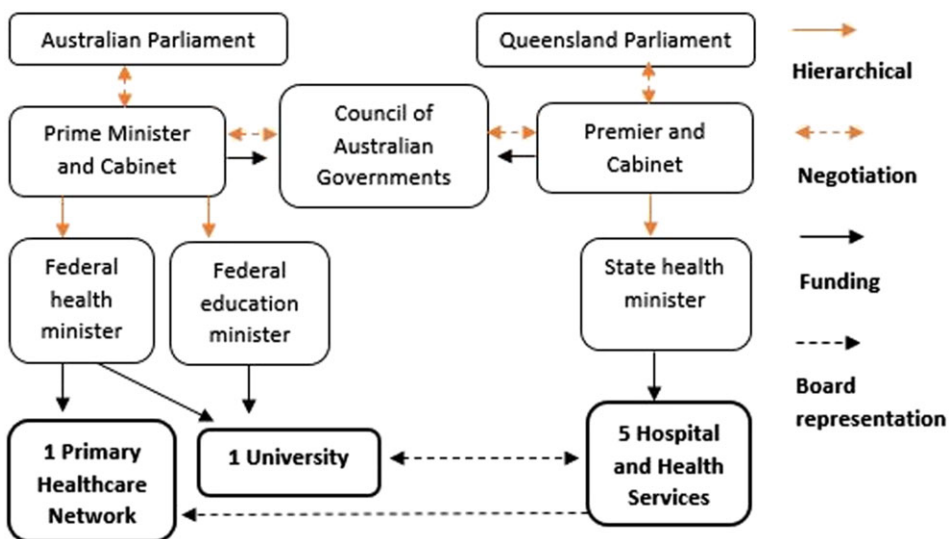 Australian Parliament
Queensland Parliament
Hierarchical
Prime Minister
and Cabinet
Council of
Australian
Governments
Premier and
Cabinet
Negotiation
Federal
health
minister
Federal
education
minister
State health
minister
Funding
Board
representation
1 Primary
Healthcare
Network
1 University
5 Hospital
and Health
Services